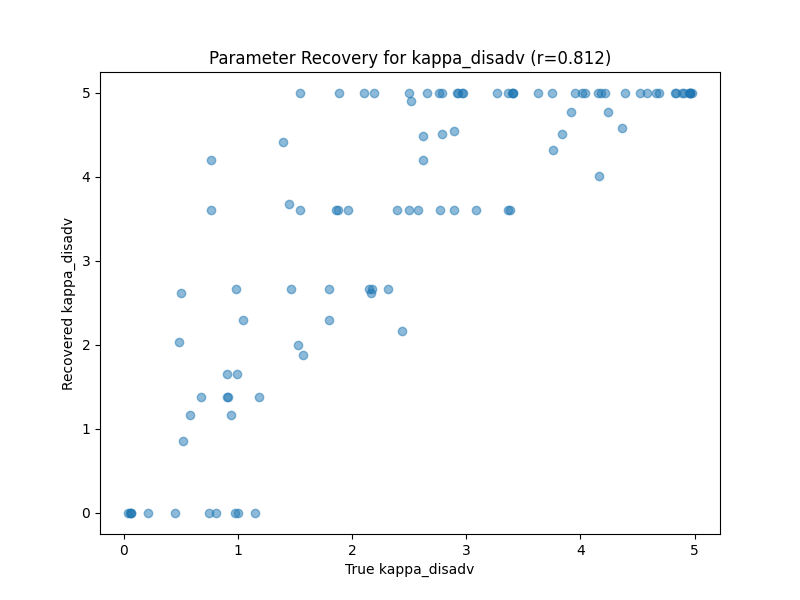 Parameter Recovery for kappa_disadv (r=0.812)
Recovered kappa_disadv
5
4
3
2
1
0
0 1 2 3 4 5
True kappa_disadv